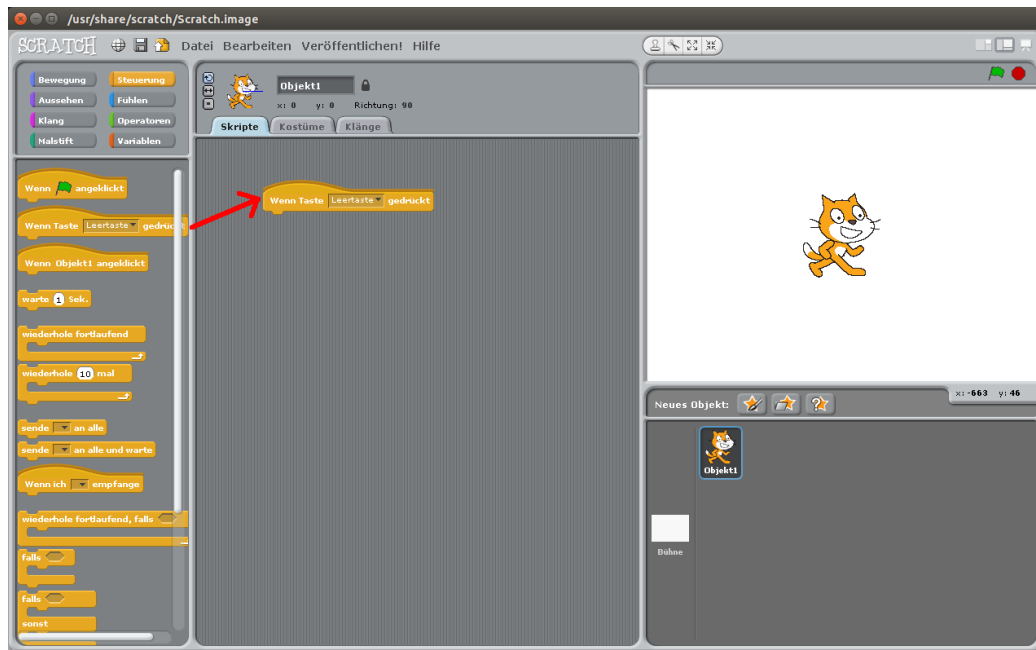 /usr/share/scratch/Scratch.image
SCRATCH Datei Bearbeiten Veröffentlichen! Hilfe
Bewegung Steuerung
Aussehen Fühlen
Klang Operatoren
Malstift Variablen
Wenn angeklickt
Wenn Taste Leertaste gedrückt
Wenn Objekt1 angeklickt
warte 1 Sek.
wiederhole fortlaufend
wiederhole 10 mal
sende an alle
sende an alle und warte
Wenn ich empfange
wiederhole fortlaufend, falls
falls
falls
sonst
Objekt1
x: 0 y: 0 Richtung: 90
Skripte Kostüme Klänge
Wenn Taste Leertaste gedrückt
x: -663 y: 46
Neues Objekt:
Objekt1
Bühne